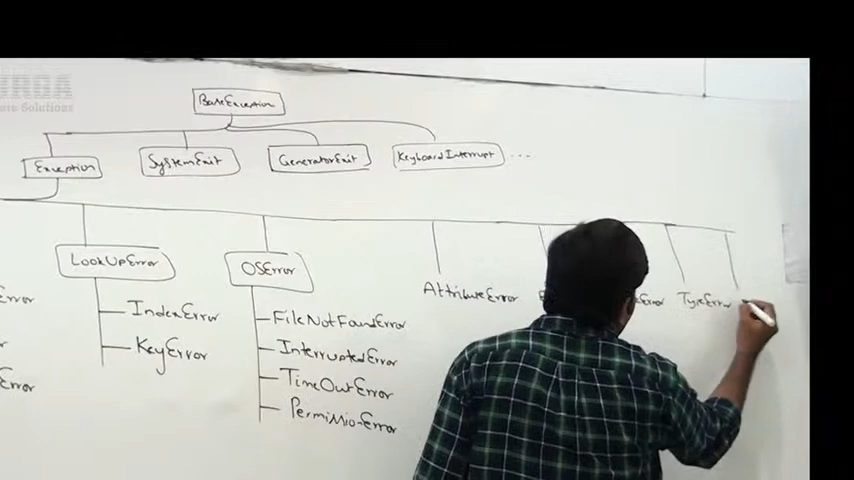 BaseException
Exception
SystemExit
GeneratorExit
KeyboardInterrupt ...
LookUpError
OSError
AttributeError
TypeError
IndexError
KeyError
FileNotFoundError
InterruptedError
TimeOutError
PermissionError